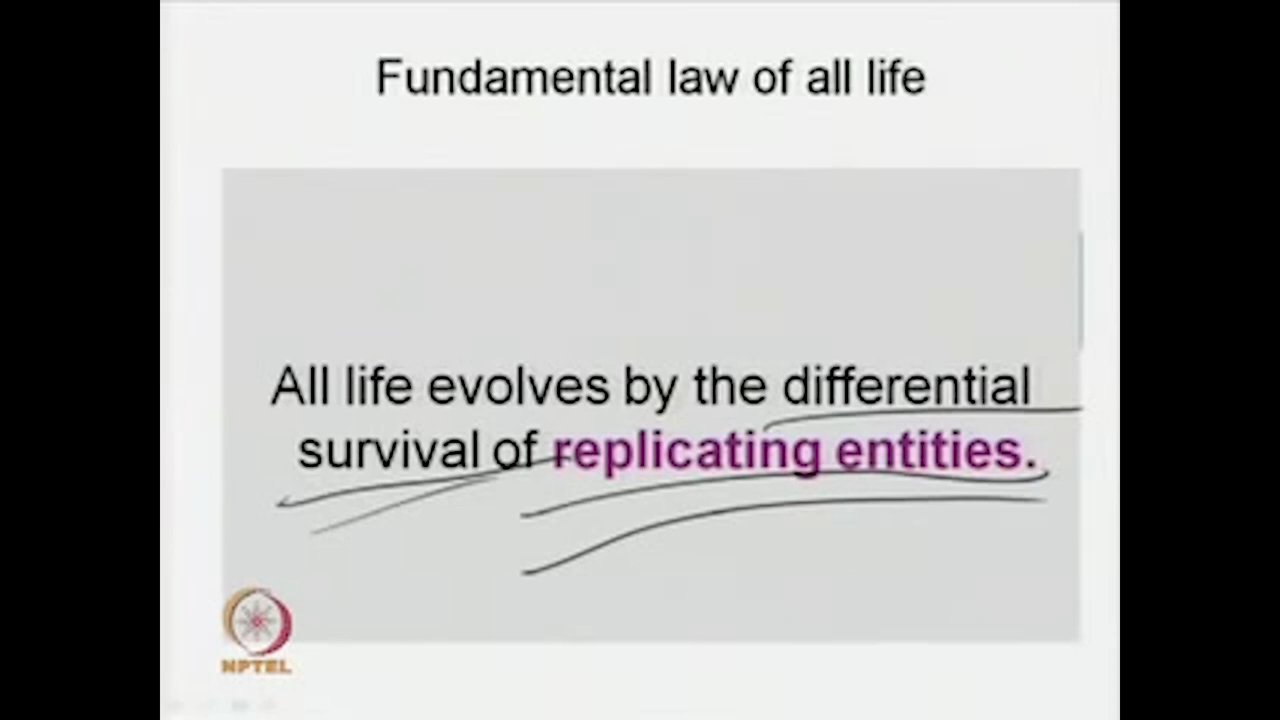 Fundamental law of all life
All life evolves by the differential
survival of replicating entities.
NPTEL